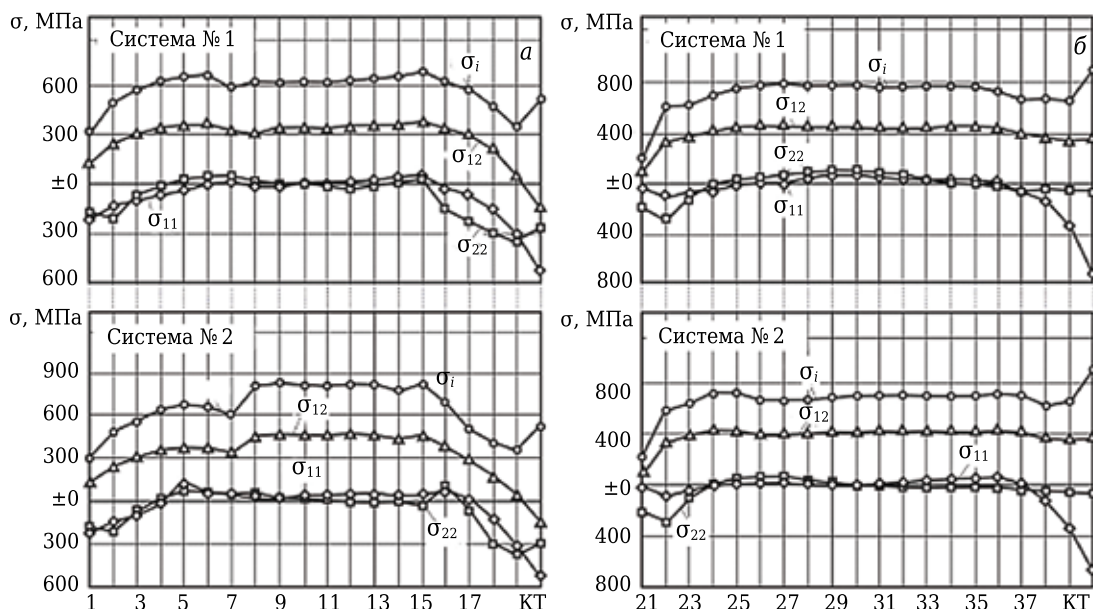 σ, МПа
Система № 1
а
600
300
±0
300
600
σi
σ12
σ11
σ22
σ, МПа
Система № 1
б
800
400
±0
400
800
σi
σ12
σ22
σ11
σ, МПа
Система № 2
900
600
300
±0
300
600
σi
σ12
σ11
σ22
1 3 5 7 9 11 13 15 17 КТ
σ, МПа
Система № 2
800
400
±0
400
800
σi
σ12
σ11
σ22
21 23 25 27 29 31 33 35 37 КТ